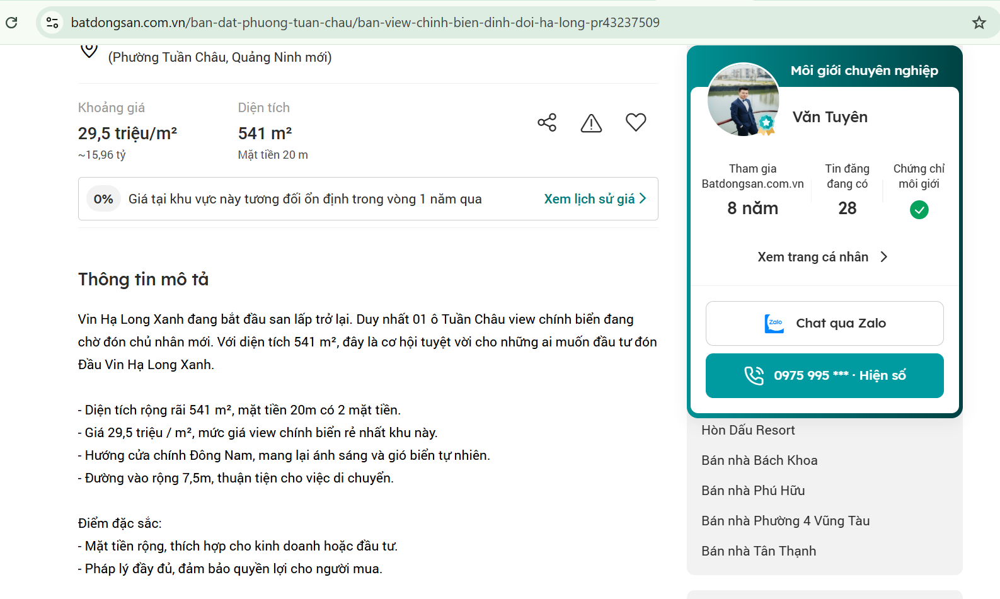 batdongsan.com.vn/ban-dat-phuong-tuan-chau/ban-view-chinh-bien-dinh-doi-ha-long-pr43237509
(Phường Tuần Châu, Quảng Ninh mới)
Khoảng giá
Diện tích
29,5 triệu/m²
541 m²
~15,96 tỷ
Mặt tiền 20 m
0%
Giá tại khu vực này tương đối ổn định trong vòng 1 năm qua
Xem lịch sử giá
Thông tin mô tả
Vin Hạ Long Xanh đang bắt đầu san lấp trở lại. Duy nhất 01 ô Tuần Châu view chính biển đang
chờ đón chủ nhân mới. Với diện tích 541 m², đây là cơ hội tuyệt vời cho những ai muốn đầu tư đón
Đầu Vin Hạ Long Xanh.
- Diện tích rộng rãi 541 m², mặt tiền 20m có 2 mặt tiền.
- Giá 29,5 triệu / m², mức giá view chính biển rẻ nhất khu này.
- Hướng cửa chính Đông Nam, mang lại ánh sáng và gió biển tự nhiên.
- Đường vào rộng 7,5m, thuận tiện cho việc di chuyển.
Điểm đặc sắc:
- Mặt tiền rộng, thích hợp cho kinh doanh hoặc đầu tư.
- Pháp lý đầy đủ, đảm bảo quyền lợi cho người mua.
Môi giới chuyên nghiệp
Văn Tuyên
Tham gia
Batdongsan.com.vn
8 năm
Tin đăng
đang có
28
Chứng chỉ
môi giới
Xem trang cá nhân
Zalo
Chat qua Zalo
0975 995 *** · Hiện số
Hòn Dấu Resort
Bán nhà Bách Khoa
Bán nhà Phú Hữu
Bán nhà Phường 4 Vũng Tàu
Bán nhà Tân Thạnh